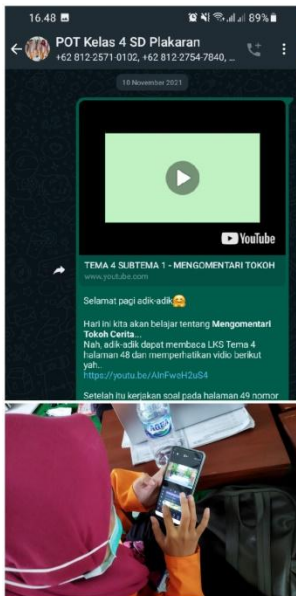 16.48
89%
POT Kelas 4 SD Plakaran
+62 812-2571-0102, +62 812-2754-7840, ...
10 November 2021
YouTube
TEMA 4 SUBTEMA 1 - MENGOMENTARI TOKOH
www.youtube.com
Selamat pagi adik-adik🤗
Hari ini kita akan belajar tentang Mengomentari
Tokoh Cerita...
Nah, adik-adik dapat membaca LKS Tema 4
halaman 48 dan memperhatikan vidio berikut
yah..
https://youtu.be/AlnFweH2uS4
Setelah itu kerjakan soal pada halaman 49 nomor